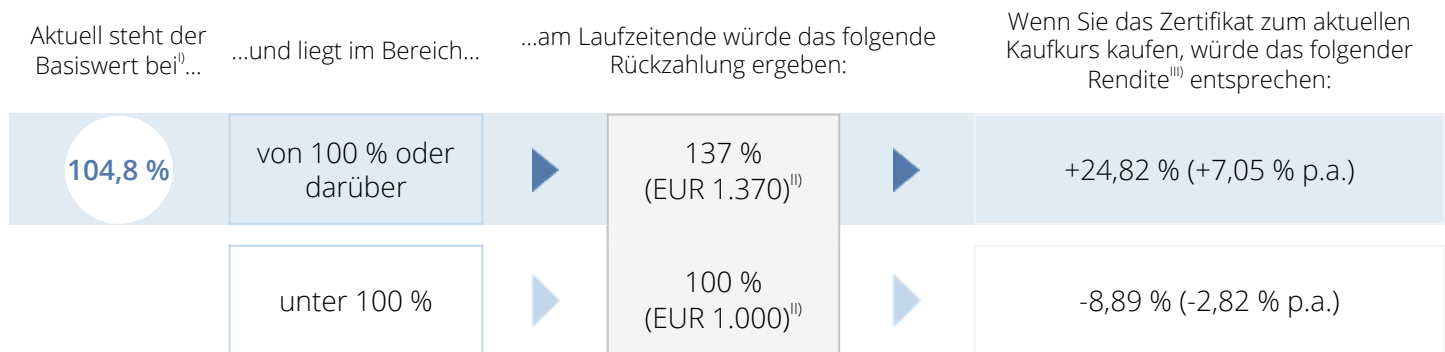 Aktuell steht der
Basiswert bei^I)...
...und liegt im Bereich...
...am Laufzeitende würde das folgende
Rückzahlung ergeben:
Wenn Sie das Zertifikat zum aktuellen
Kaufkurs kaufen, würde das folgender
Rendite^III) entsprechen:
104,8 %
von 100 % oder
darüber
137 %
(EUR 1.370)^II)
+24,82 % (+7,05 % p.a.)
unter 100 %
100 %
(EUR 1.000)^II)
-8,89 % (-2,82 % p.a.)